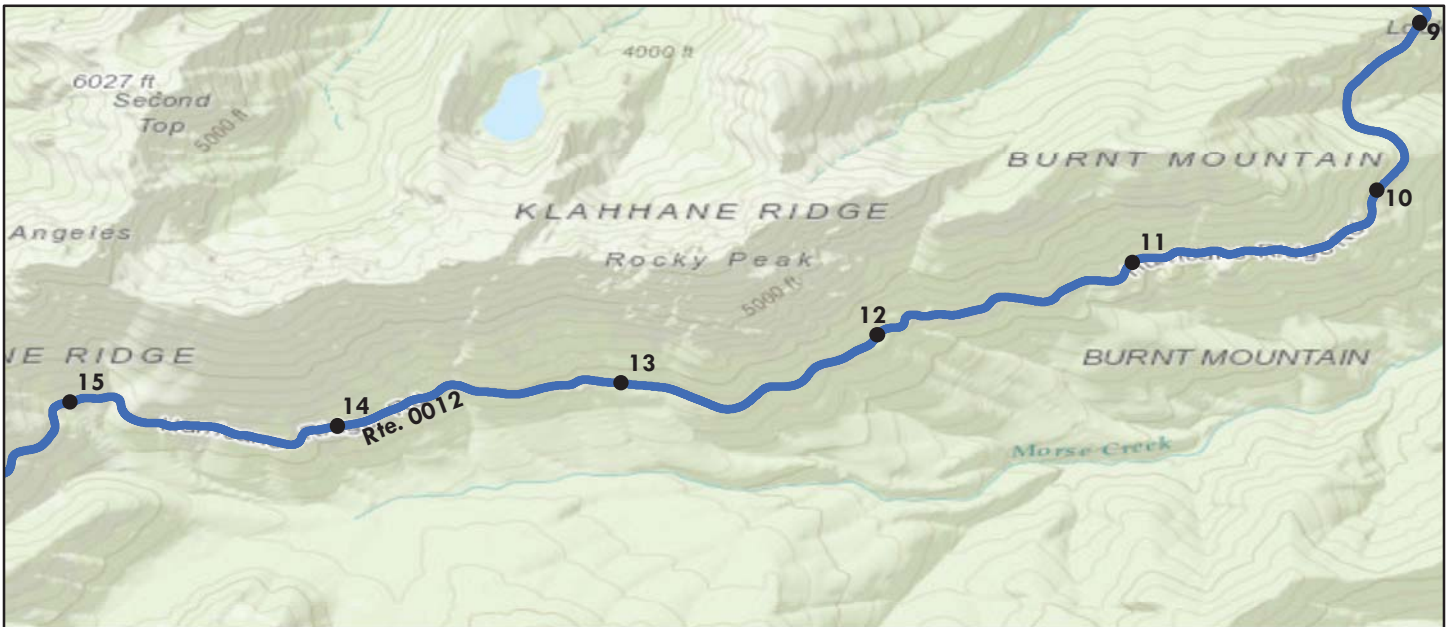 9
4000 ft
6027 ft
Second
Top
5000 ft
BURNT MOUNTAIN
10
KLAHHANE RIDGE
Angeles
11
Rocky Peak
5000 ft
12
NE RIDGE
BURNT MOUNTAIN
13
15
14
Rte. 0012
Morse Creek